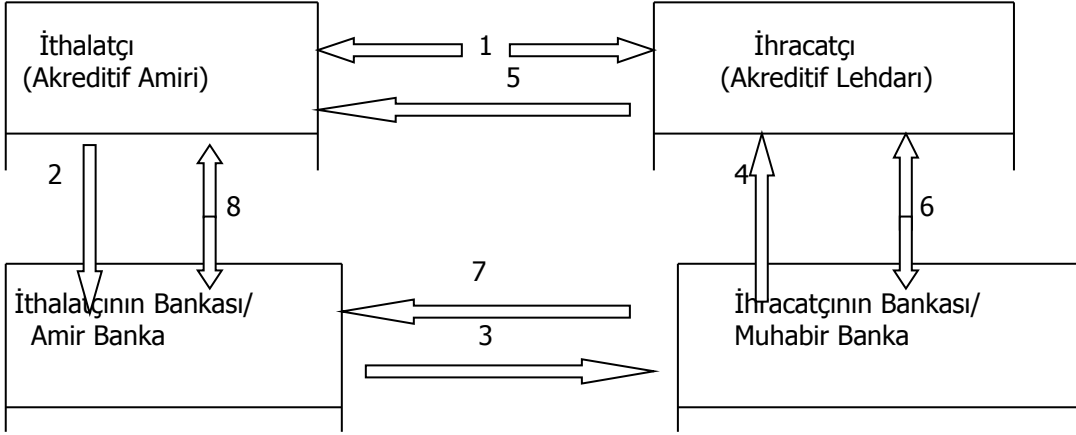 İthalatçı
(Akreditif Amiri)
1
5
İhracatçı
(Akreditif Lehdarı)
2
8
4
6
İthalatçının Bankası/
Amir Banka
7
3
İhracatçının Bankası/
Muhabir Banka